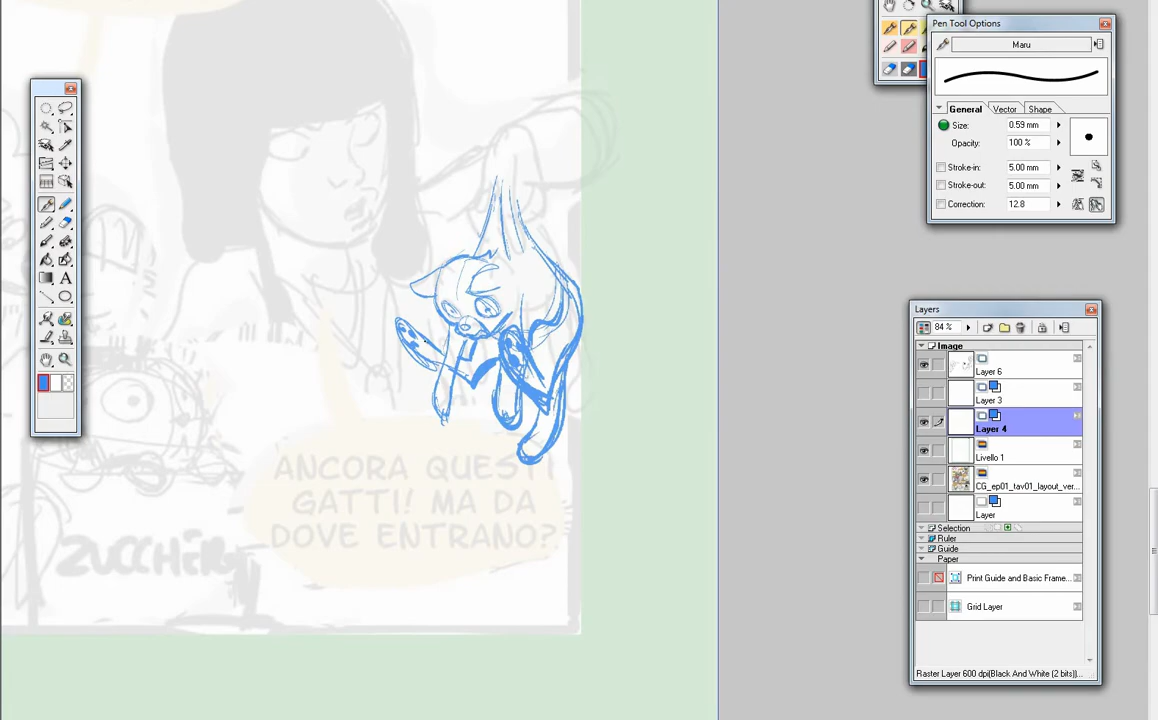 Pen Tool Options
Maru
General
Vector
Shape
Size:
0.59 mm
Opacity:
100 %
Stroke-in:
5.00 mm
Stroke-out:
5.00 mm
Correction:
12.8
A
ANCORA QUESTI
GATTI! MA DA
DOVE ENTRANO?
Layers
84 %
Image
Layer 6
Layer 3
Layer 4
Livello 1
CG_ep01_tav01_layout_ver...
Layer
Selection
Ruler
Guide
Paper
Print Guide and Basic Frame...
Grid Layer
Raster Layer 600 dpi(Black And White (2 bits))...